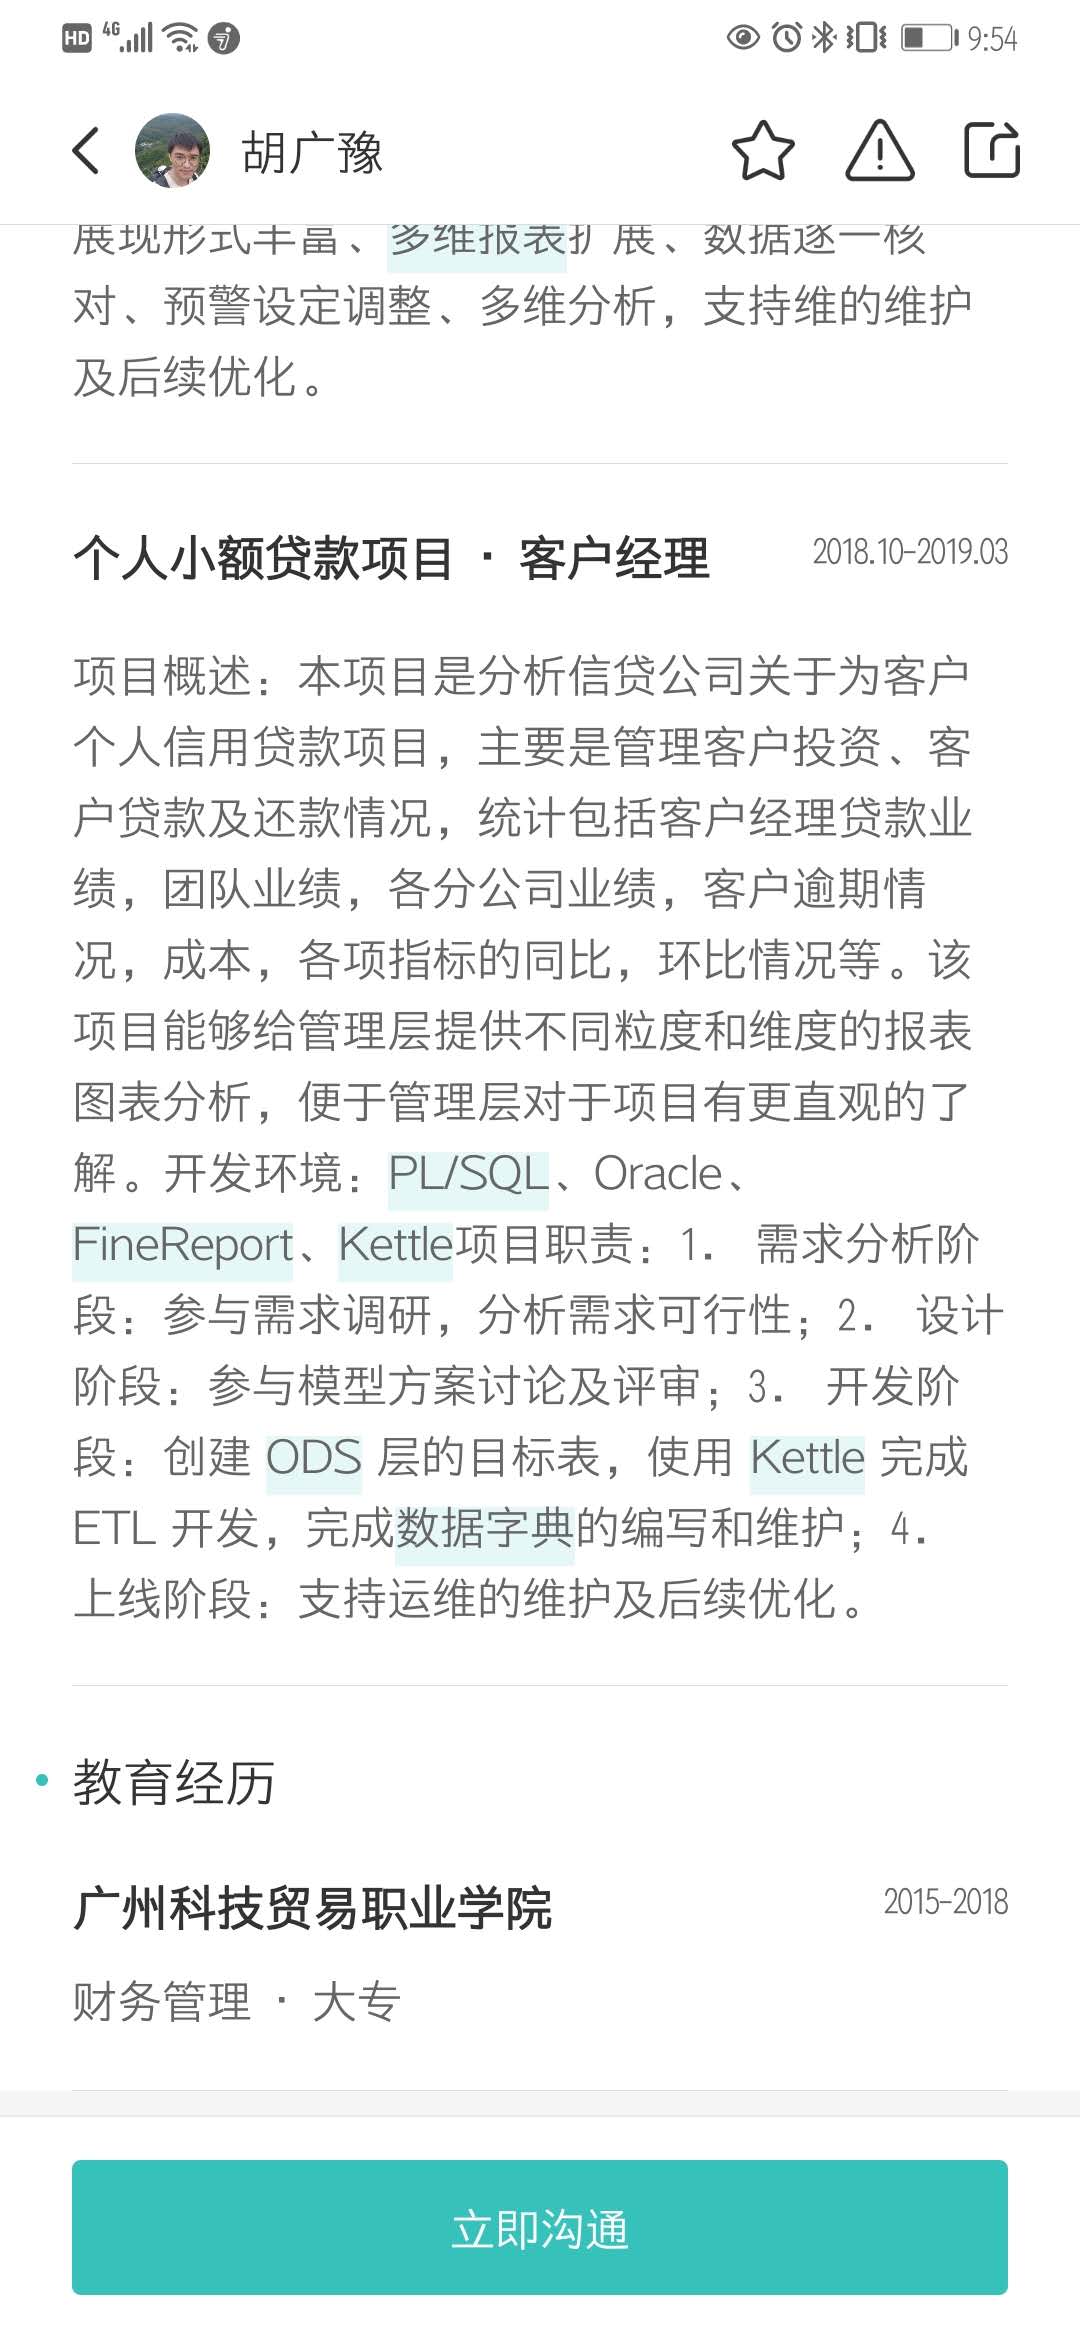 HD 4G 9:54
胡广豫
展现形式丰富、多维报表扩展、数据逐一核
对、预警设定调整、多维分析，支持维的维护
及后续优化。
个人小额贷款项目 · 客户经理 2018.10-2019.03
项目概述：本项目是分析信贷公司关于为客户
个人信用贷款项目，主要是管理客户投资、客
户贷款及还款情况，统计包括客户经理贷款业
绩，团队业绩，各分公司业绩，客户逾期情
况，成本，各项指标的同比，环比情况等。该
项目能够给管理层提供不同粒度和维度的报表
图表分析，便于管理层对于项目有更直观的了
解。开发环境：PL/SQL、Oracle、
FineReport、Kettle项目职责：1. 需求分析阶
段：参与需求调研，分析需求可行性；2. 设计
阶段：参与模型方案讨论及评审；3. 开发阶
段：创建 ODS 层的目标表，使用 Kettle 完成
ETL 开发，完成数据字典的编写和维护；4.
上线阶段：支持运维的维护及后续优化。
教育经历
广州科技贸易职业学院 2015-2018
财务管理 · 大专
立即沟通